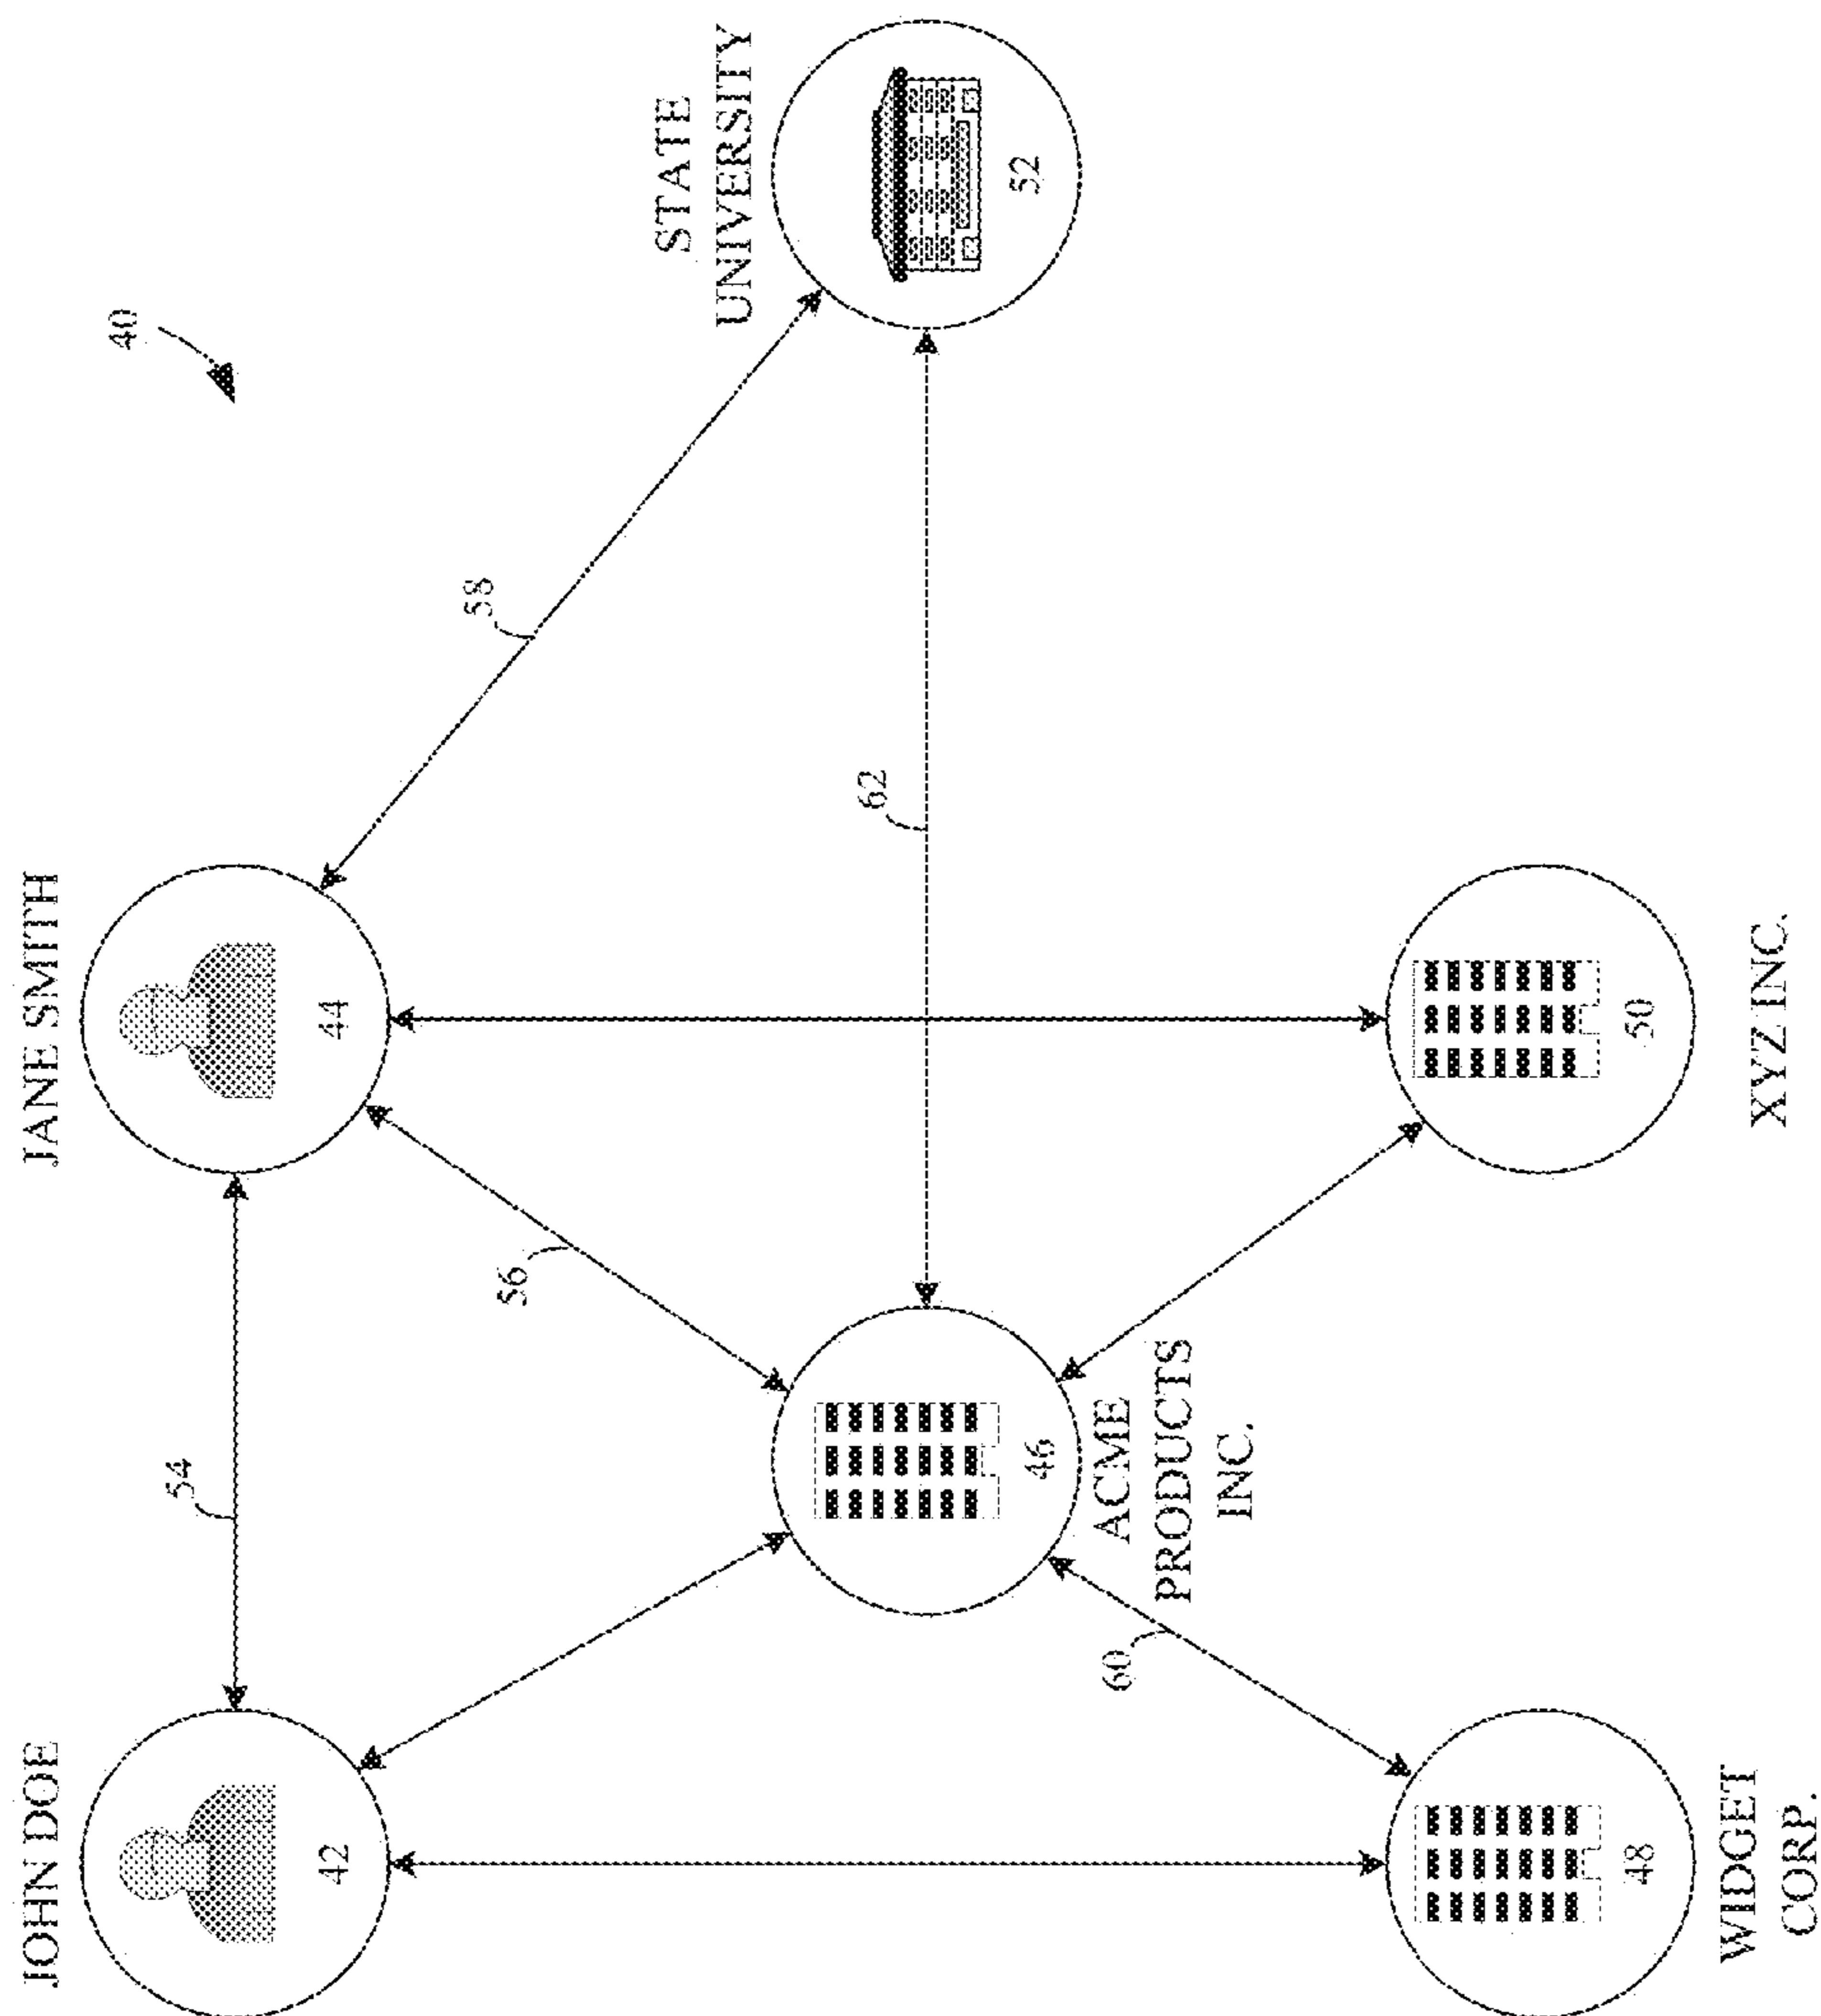 40
JOHN DOE
JANE SMITH
42
44
54
58
56
STATE
UNIVERSITY
52
62
46
ACME
PRODUCTS
INC.
60
48
50
WIDGET
CORP.
XYZ INC.